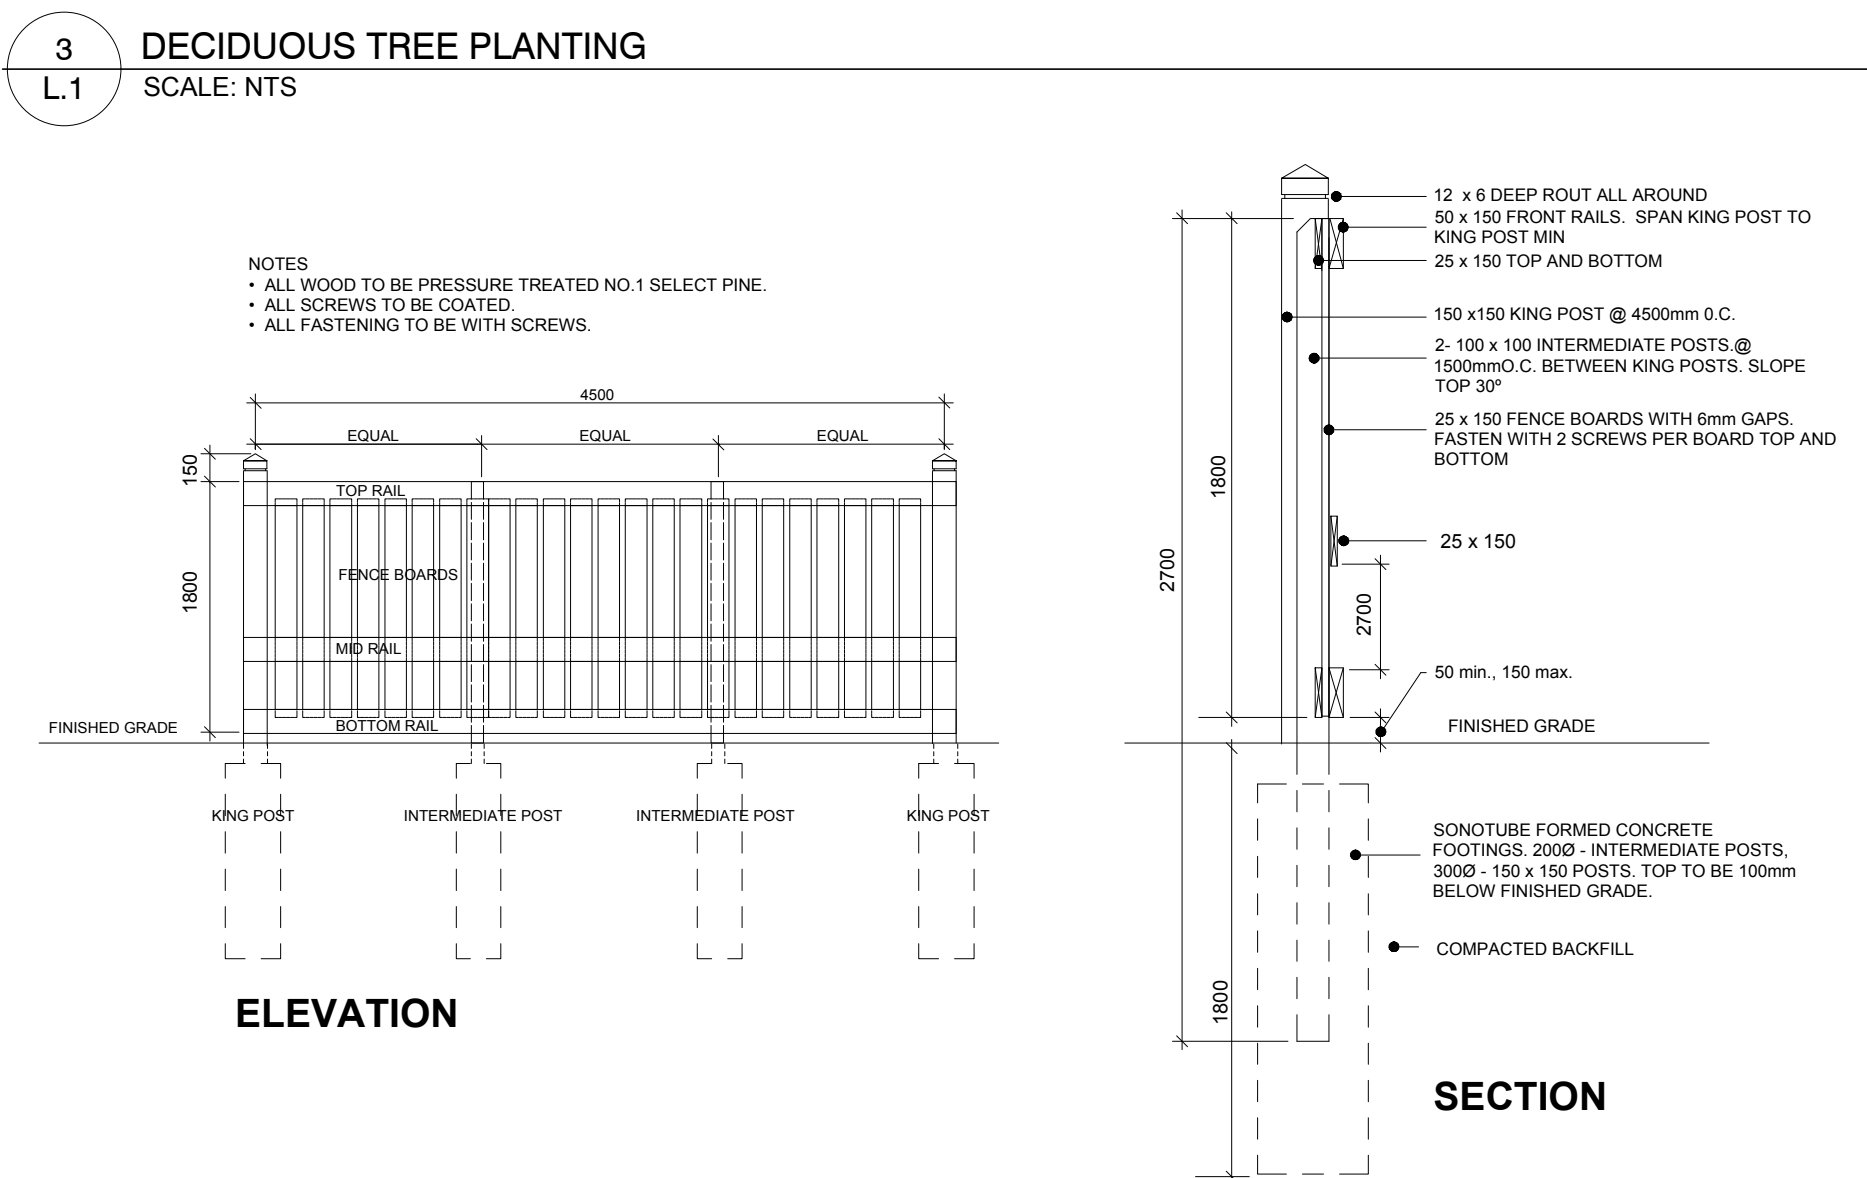 3
L.1
DECIDUOUS TREE PLANTING
SCALE: NTS
NOTES
• ALL WOOD TO BE PRESSURE TREATED NO.1 SELECT PINE.
• ALL SCREWS TO BE COATED.
• ALL FASTENING TO BE WITH SCREWS.
4500
EQUAL
EQUAL
EQUAL
150
1800
TOP RAIL
FENCE BOARDS
MID RAIL
BOTTOM RAIL
FINISHED GRADE
KING POST
INTERMEDIATE POST
INTERMEDIATE POST
KING POST
ELEVATION
12 x 6 DEEP ROUT ALL AROUND
50 x 150 FRONT RAILS. SPAN KING POST TO
KING POST MIN
25 x 150 TOP AND BOTTOM
150 x150 KING POST @ 4500mm 0.C.
2- 100 x 100 INTERMEDIATE POSTS.@
1500mmO.C. BETWEEN KING POSTS. SLOPE
TOP 30º
25 x 150 FENCE BOARDS WITH 6mm GAPS.
FASTEN WITH 2 SCREWS PER BOARD TOP AND
BOTTOM
1800
2700
25 x 150
2700
50 min., 150 max.
FINISHED GRADE
SONOTUBE FORMED CONCRETE
FOOTINGS. 200Ø - INTERMEDIATE POSTS,
300Ø - 150 x 150 POSTS. TOP TO BE 100mm
BELOW FINISHED GRADE.
COMPACTED BACKFILL
1800
SECTION